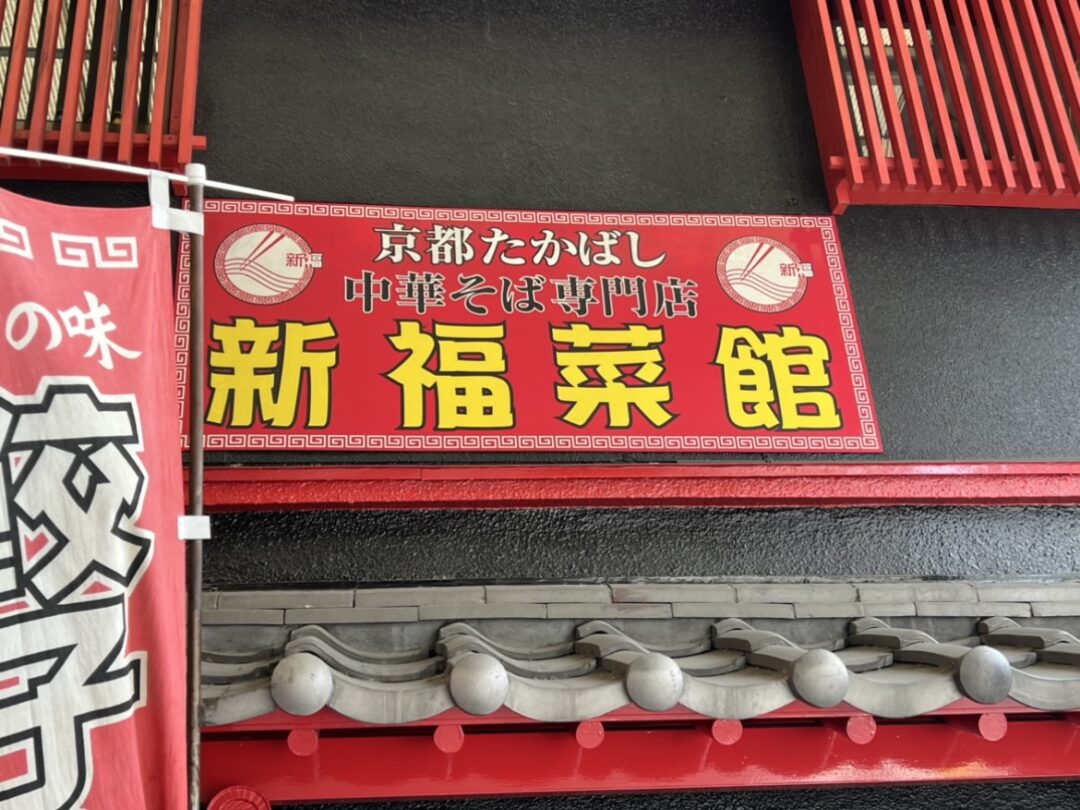 京都たかばし
中華そば専門店
新福菜館
新福
新福
の味